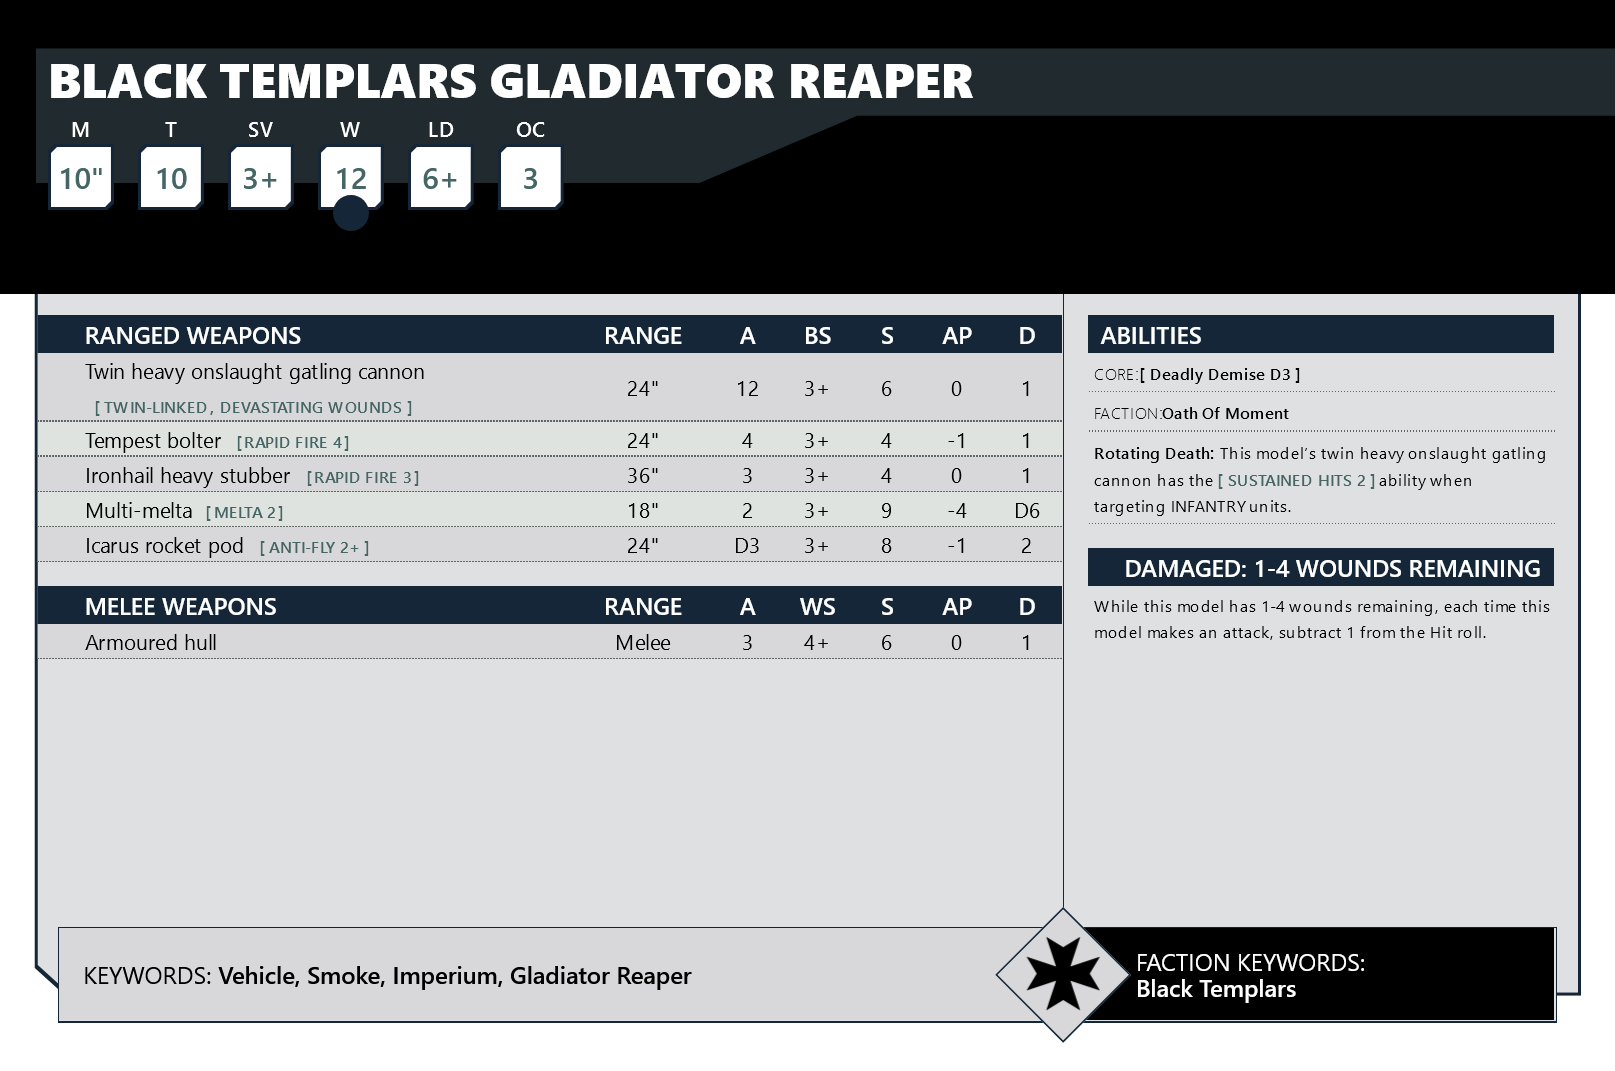 BLACK TEMPLARS GLADIATOR REAPER
M T SV W LD OC
10" 10 3+ 12 6+ 3
RANGED WEAPONS RANGE A BS S AP D
Twin heavy onslaught gatling cannon
[ TWIN-LINKED, DEVASTATING WOUNDS ] 24" 12 3+ 6 0 1
Tempest bolter [RAPID FIRE 4] 24" 4 3+ 4 -1 1
Ironhail heavy stubber [RAPID FIRE 3] 36" 3 3+ 4 0 1
Multi-melta [MELTA 2] 18" 2 3+ 9 -4 D6
Icarus rocket pod [ ANTI-FLY 2+ ] 24" D3 3+ 8 -1 2
MELEE WEAPONS RANGE A WS S AP D
Armoured hull Melee 3 4+ 6 0 1
ABILITIES
CORE:[ Deadly Demise D3 ]
FACTION:Oath Of Moment
Rotating Death: This model's twin heavy onslaught gatling
cannon has the [ SUSTAINED HITS 2 ] ability when
targeting INFANTRY units.
DAMAGED: 1-4 WOUNDS REMAINING
While this model has 1-4 wounds remaining, each time this
model makes an attack, subtract 1 from the Hit roll.
KEYWORDS: Vehicle, Smoke, Imperium, Gladiator Reaper
FACTION KEYWORDS:
Black Templars